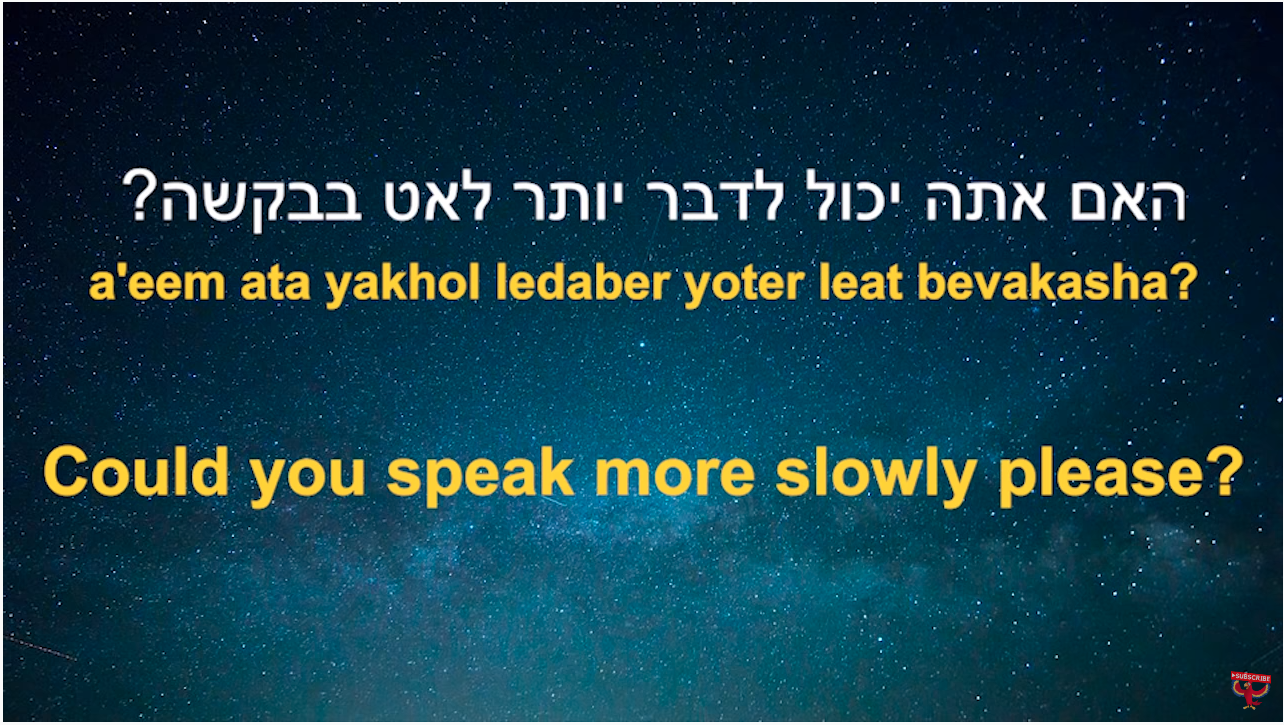 האם אתה יכול לדבר יותר לאט בבקשה?
a'eem ata yakhol ledaber yoter leat bevakasha?
Could you speak more slowly please?
SUBSCRIBE